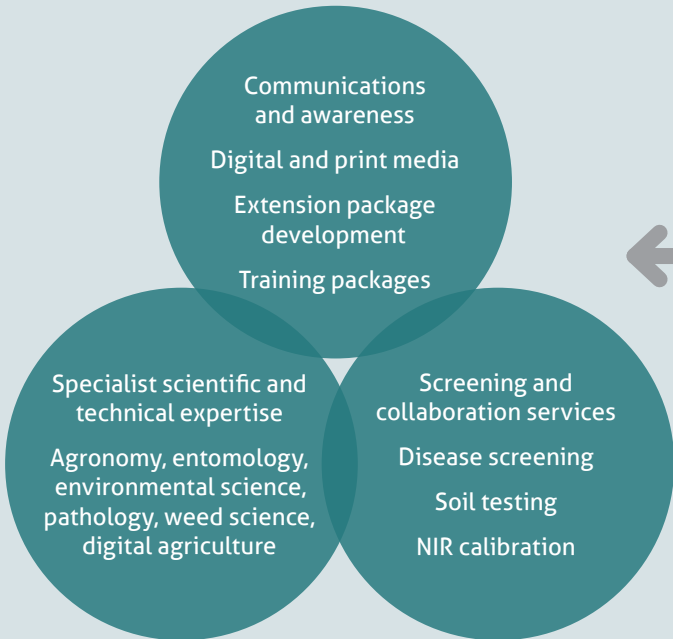 Communications
and awareness
Digital and print media
Extension package
development
Training packages
Specialist scientific and
technical expertise
Agronomy, entomology,
environmental science,
pathology, weed science,
digital agriculture
Screening and
collaboration services
Disease screening
Soil testing
NIR calibration